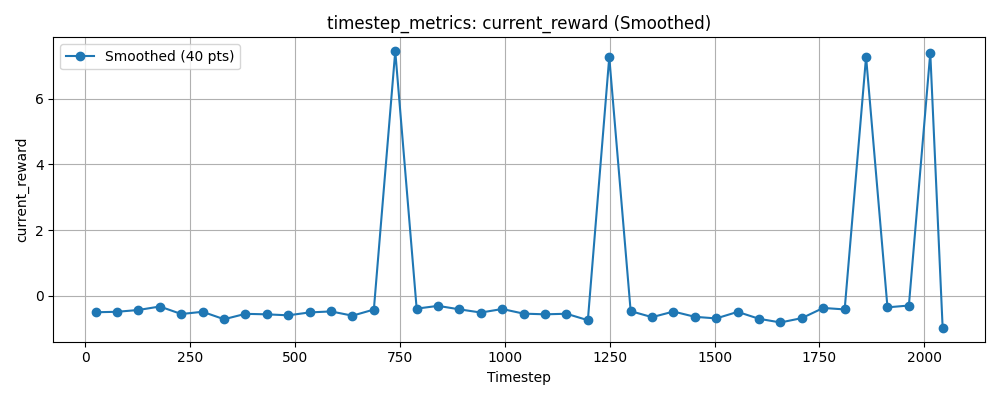 timestep_metrics: current_reward (Smoothed)
Smoothed (40 pts)
6
4
2
0
current_reward
0 250 500 750 1000 1250 1500 1750 2000
Timestep